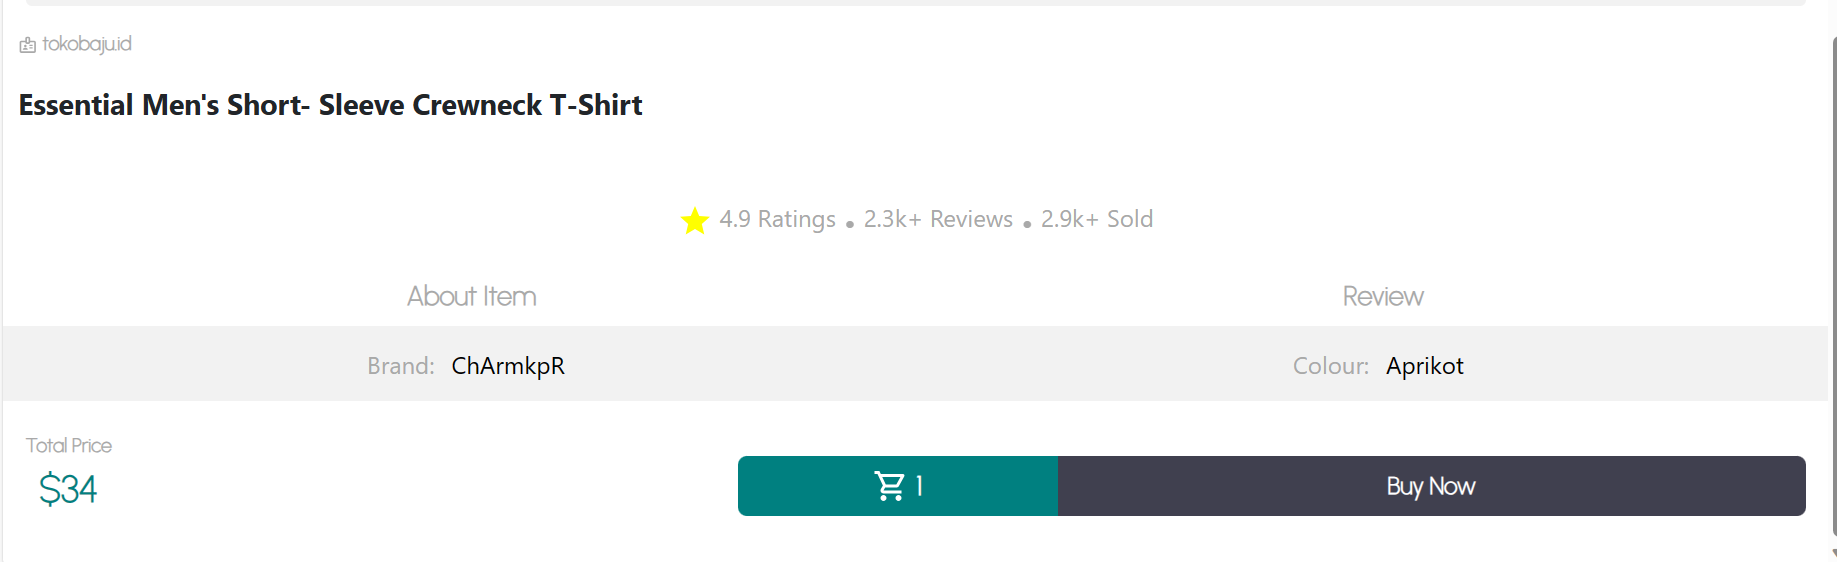 tokobaju.id
Essential Men's Short- Sleeve Crewneck T-Shirt
4.9 Ratings • 2.3k+ Reviews • 2.9k+ Sold
About Item Review
Brand: ChArmkpR Colour: Aprikot
Total Price
$34
1 Buy Now